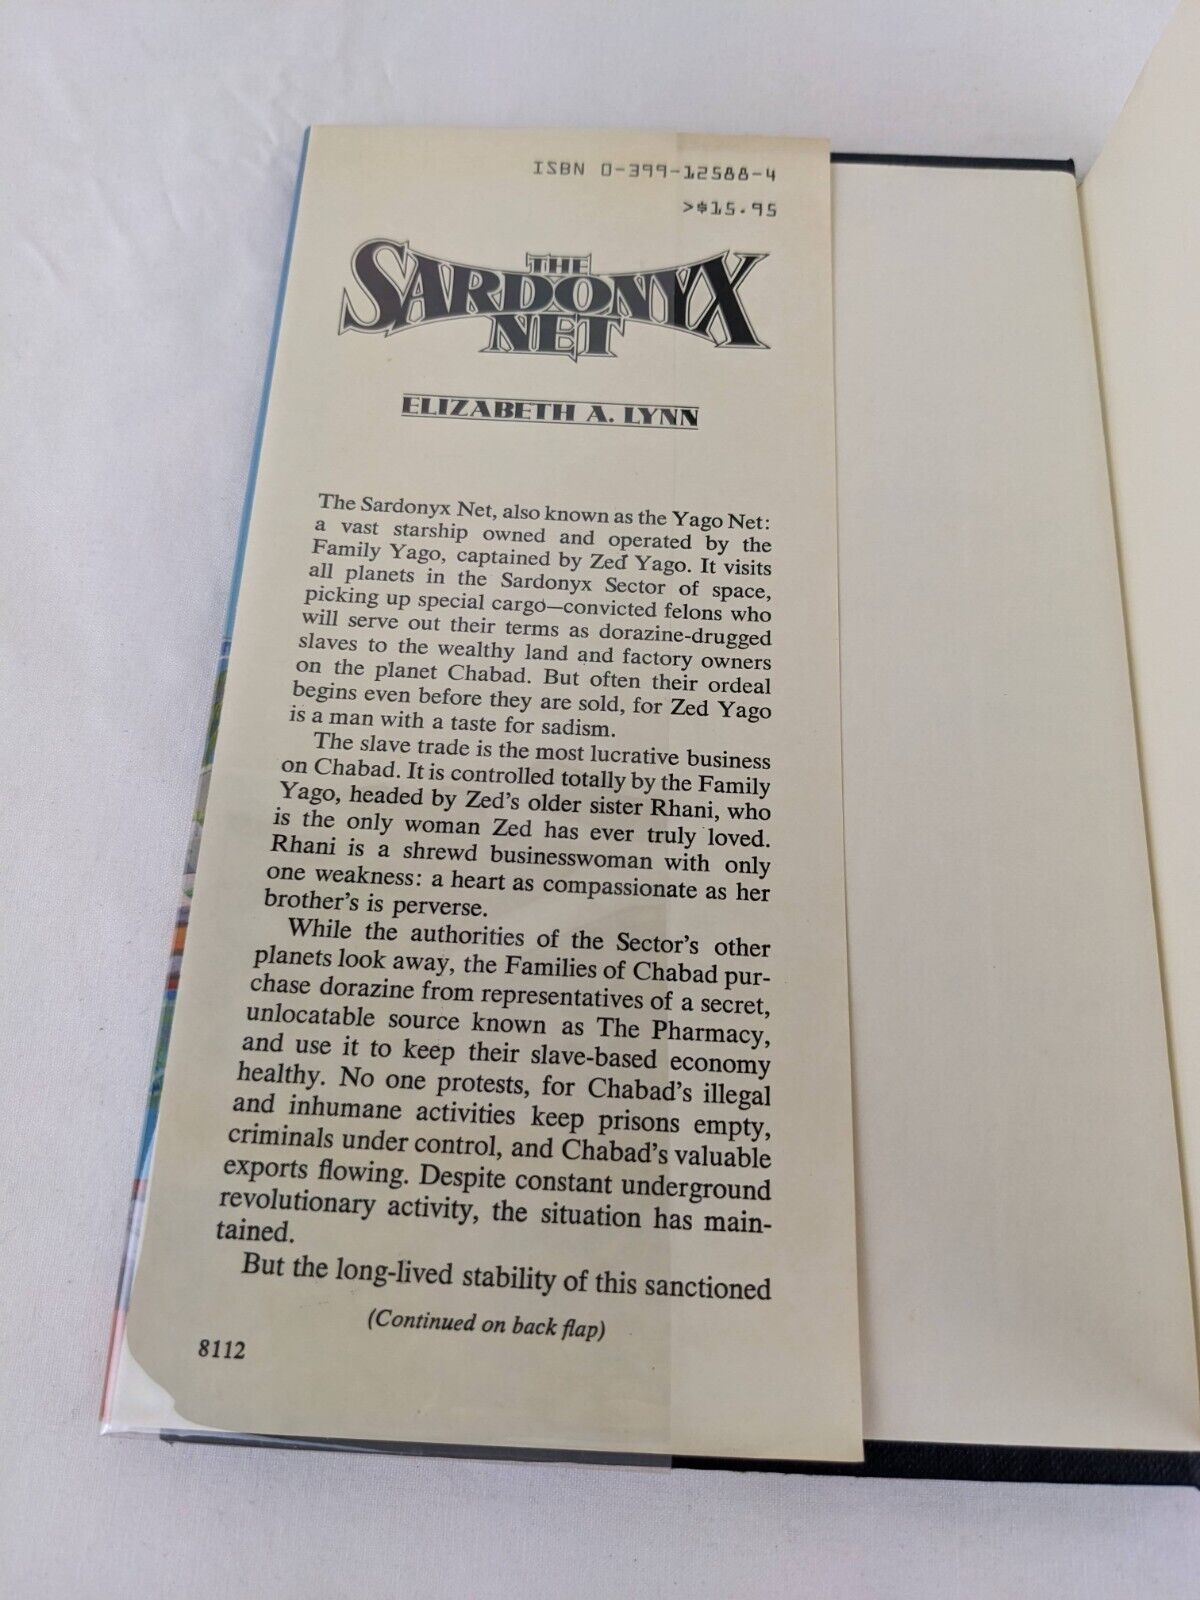 ISBN 0-399-12588-4
>$15.95
THE
SARDONYX
NET
ELIZABETH A. LYNN
The Sardonyx Net, also known as the Yago Net:
a vast starship owned and operated by the
Family Yago, captained by Zed Yago. It visits
all planets in the Sardonyx Sector of space,
picking up special cargo—convicted felons who
will serve out their terms as dorazine-drugged
slaves to the wealthy land and factory owners
on the planet Chabad. But often their ordeal
begins even before they are sold, for Zed Yago
is a man with a taste for sadism.
The slave trade is the most lucrative business
on Chabad. It is controlled totally by the Family
Yago, headed by Zed's older sister Rhani, who
is the only woman Zed has ever truly loved.
Rhani is a shrewd businesswoman with only
one weakness: a heart as compassionate as her
brother's is perverse.
While the authorities of the Sector's other
planets look away, the Families of Chabad pur-
chase dorazine from representatives of a secret,
unlocatable source known as The Pharmacy,
and use it to keep their slave-based economy
healthy. No one protests, for Chabad's illegal
and inhumane activities keep prisons empty,
criminals under control, and Chabad's valuable
exports flowing. Despite constant underground
revolutionary activity, the situation has main-
tained.
But the long-lived stability of this sanctioned
(Continued on back flap)
8112